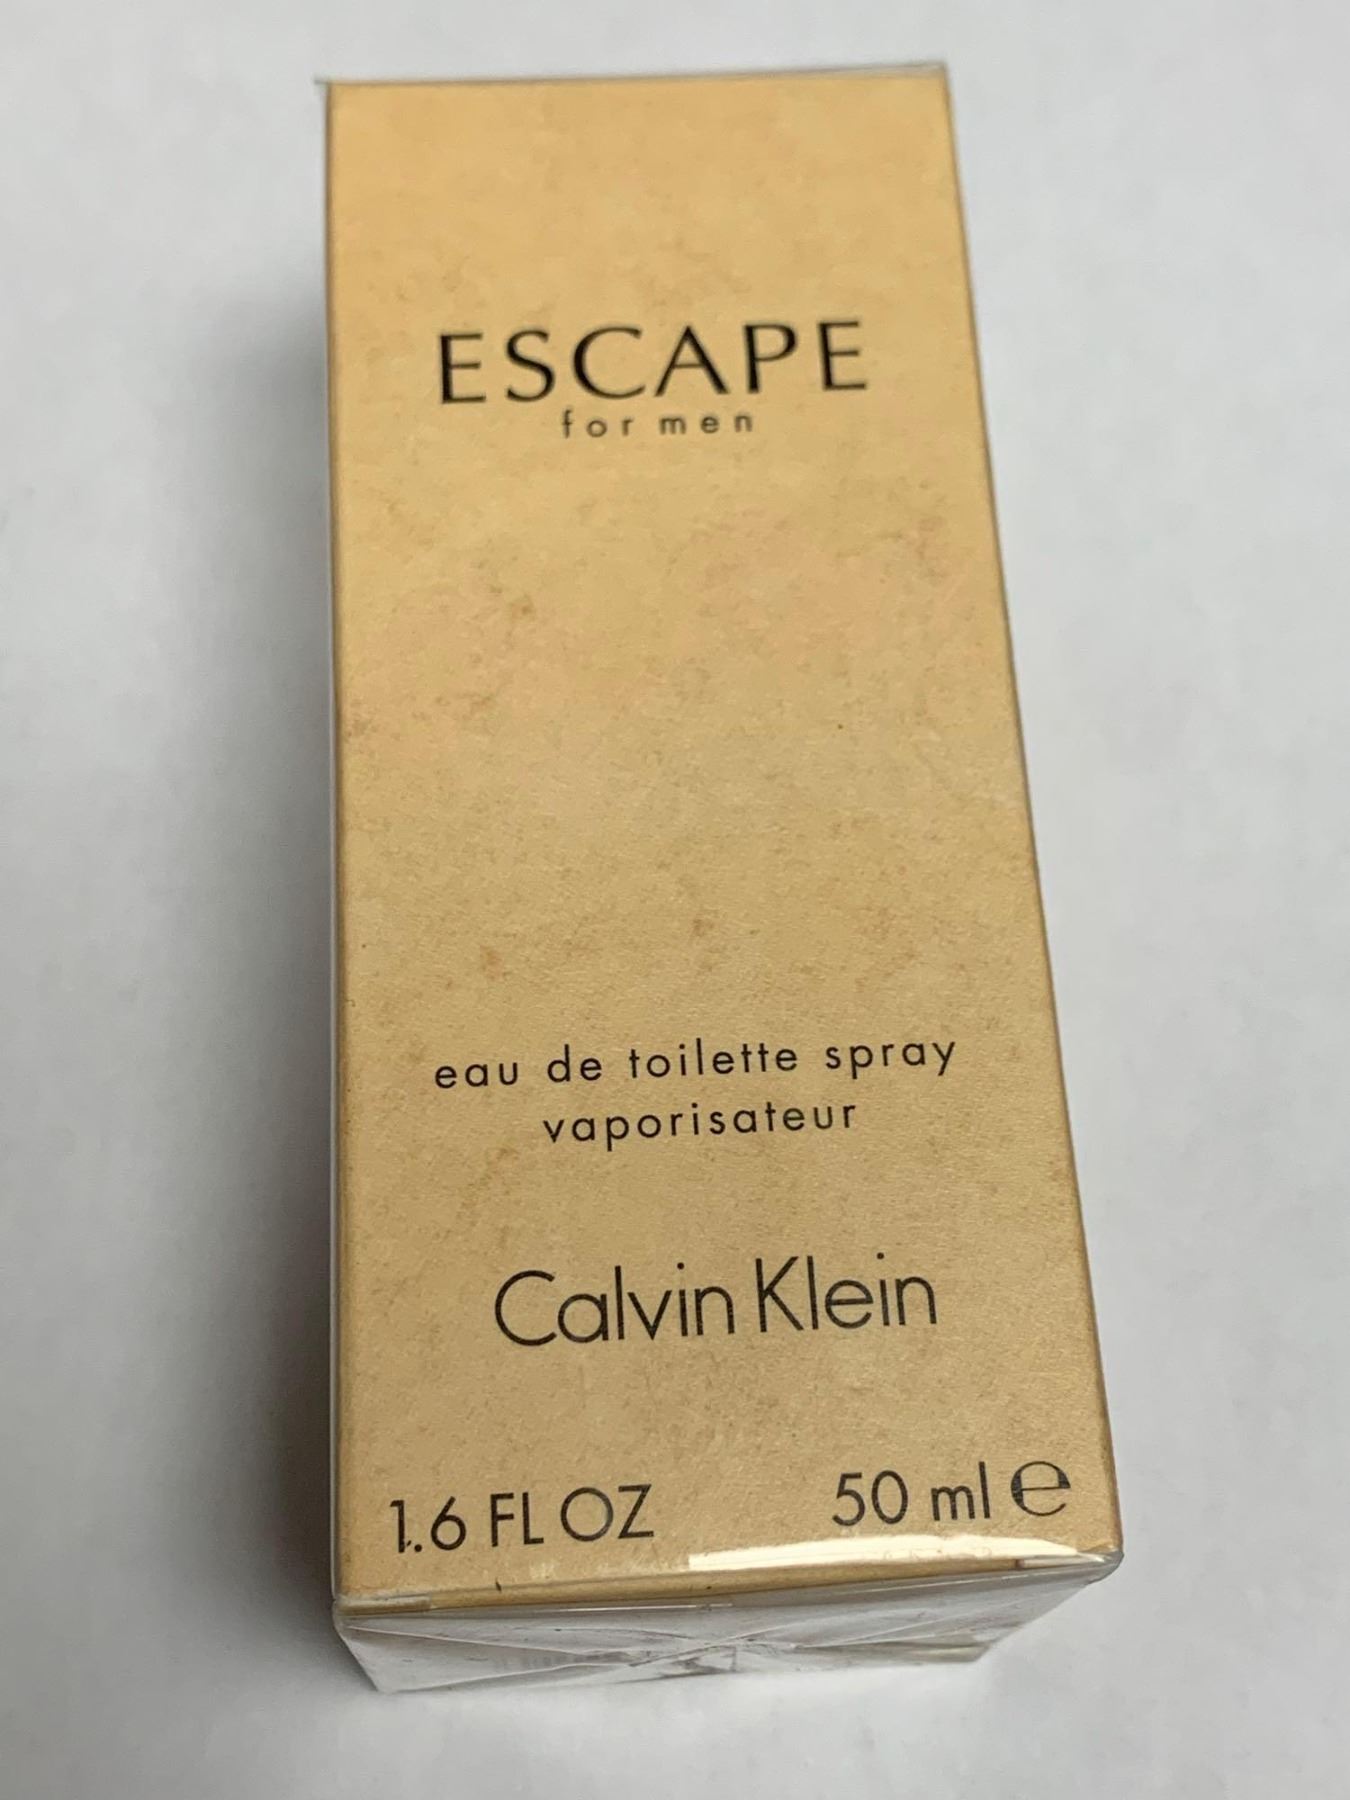 ESCAPE
for men
eau de toilette spray
vaporisateur
Calvin Klein
1.6 FL OZ 50 ml ℮